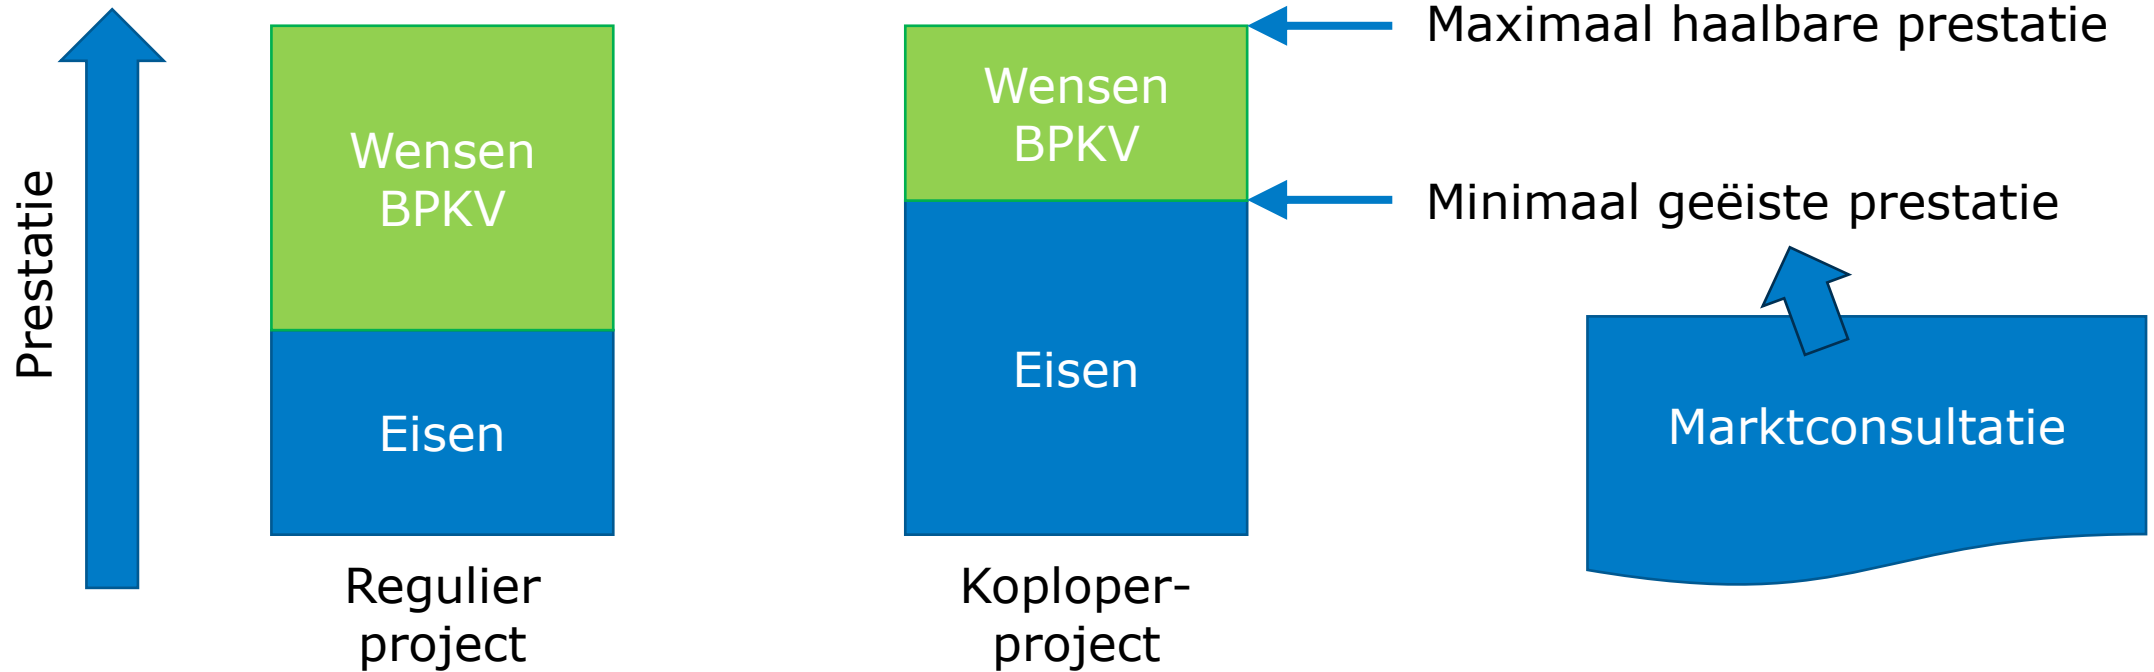 Prestatie
Wensen
BPKV
Eisen
Regulier
project
Wensen
BPKV
Eisen
Koploper-
project
Maximaal haalbare prestatie
Minimaal geëiste prestatie
Marktconsultatie